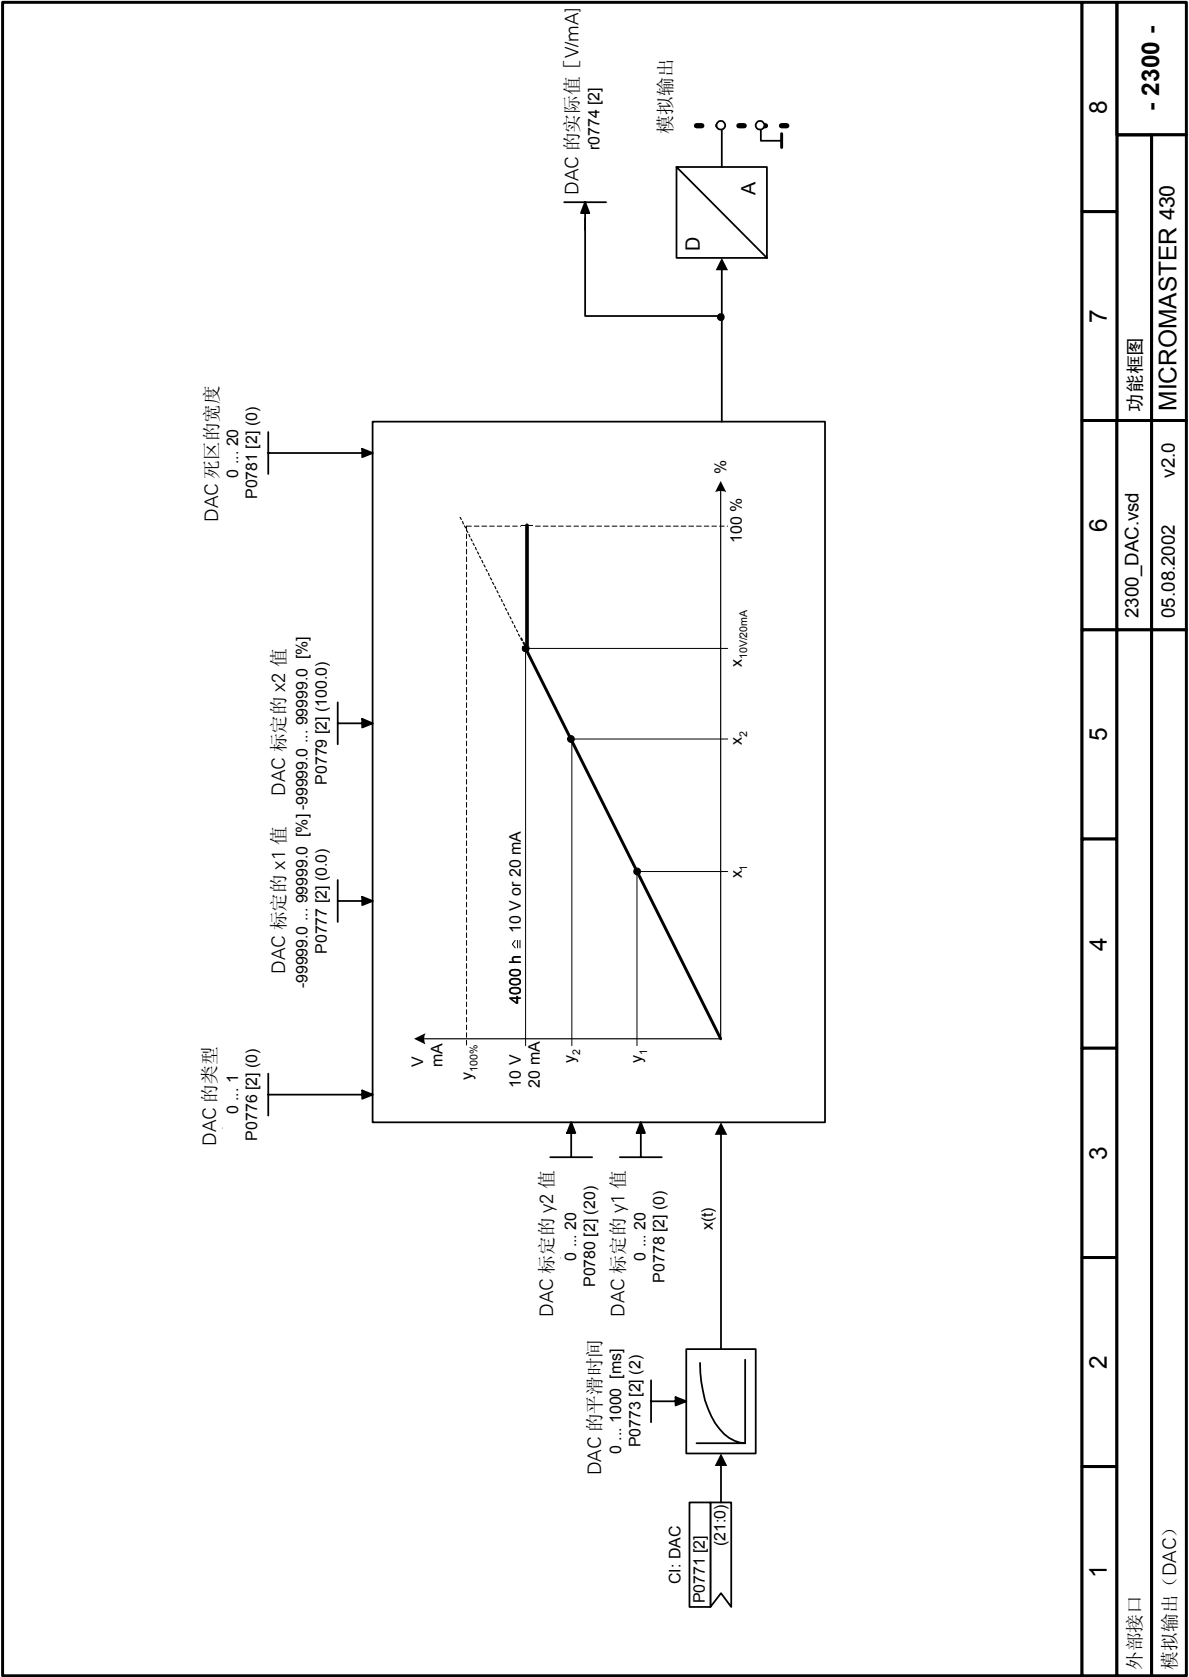 DAC 的类型
0 ... 1
P0776 [2] (0)
DAC 标定的 x1 值
-99999.0 ... 99999.0 [%]
P0777 [2] (0.0)
DAC 标定的 x2 值
-99999.0 ... 99999.0 [%]
P0779 [2] (100.0)
DAC 死区的宽度
0 ... 20
P0781 [2] (0)
DAC 的实际值 [V/mA]
r0774 [2]
模拟输出
D
A
V
mA
y100%
10 V
20 mA
y2
y1
4000 h ≙ 10 V or 20 mA
x1
x2
x10V/20mA
100 %
%
DAC 标定的 y2 值
0 ... 20
P0780 [2] (20)
DAC 标定的 y1 值
0 ... 20
P0778 [2] (0)
x(t)
DAC 的平滑时间
0 ... 1000 [ms]
P0773 [2] (2)
CI: DAC
P0771 [2]
(21:0)
1 2 3 4 5 6 7 8
外部接口
2300_DAC.vsd
功能框图
- 2300 -
模拟输出（DAC）
05.08.2002 v2.0
MICROMASTER 430